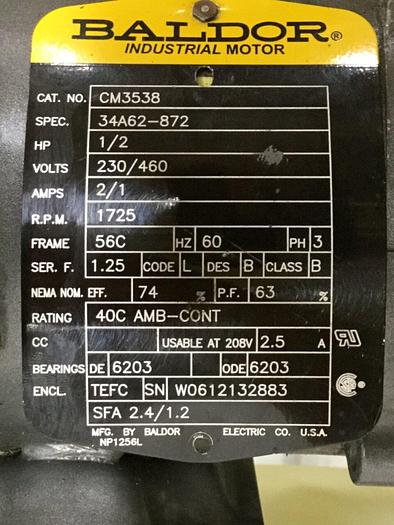 BALDOR®
INDUSTRIAL MOTOR
CAT. NO. CM3538
SPEC. 34A62-872
HP 1/2
VOLTS 230/460
AMPS 2/1
R.P.M. 1725
FRAME 56C HZ 60 PH 3
SER. F. 1.25 CODE L DES B CLASS B
NEMA NOM. EFF. 74 % P.F. 63 %
RATING 40C AMB-CONT
CC USABLE AT 208V 2.5 A
BEARINGS DE 6203 ODE 6203
ENCL. TEFC SN W0612132883
SFA 2.4/1.2
MFG. BY BALDOR ELECTRIC CO. U.S.A.
NP1256L